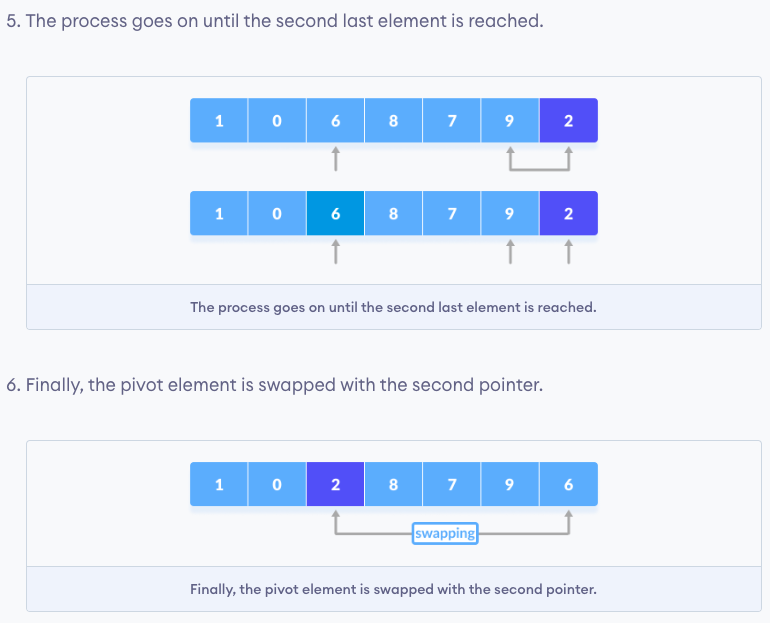 5. The process goes on until the second last element is reached.
1 0 6 8 7 9 2
1 0 6 8 7 9 2
The process goes on until the second last element is reached.
6. Finally, the pivot element is swapped with the second pointer.
1 0 2 8 7 9 6
swapping
Finally, the pivot element is swapped with the second pointer.